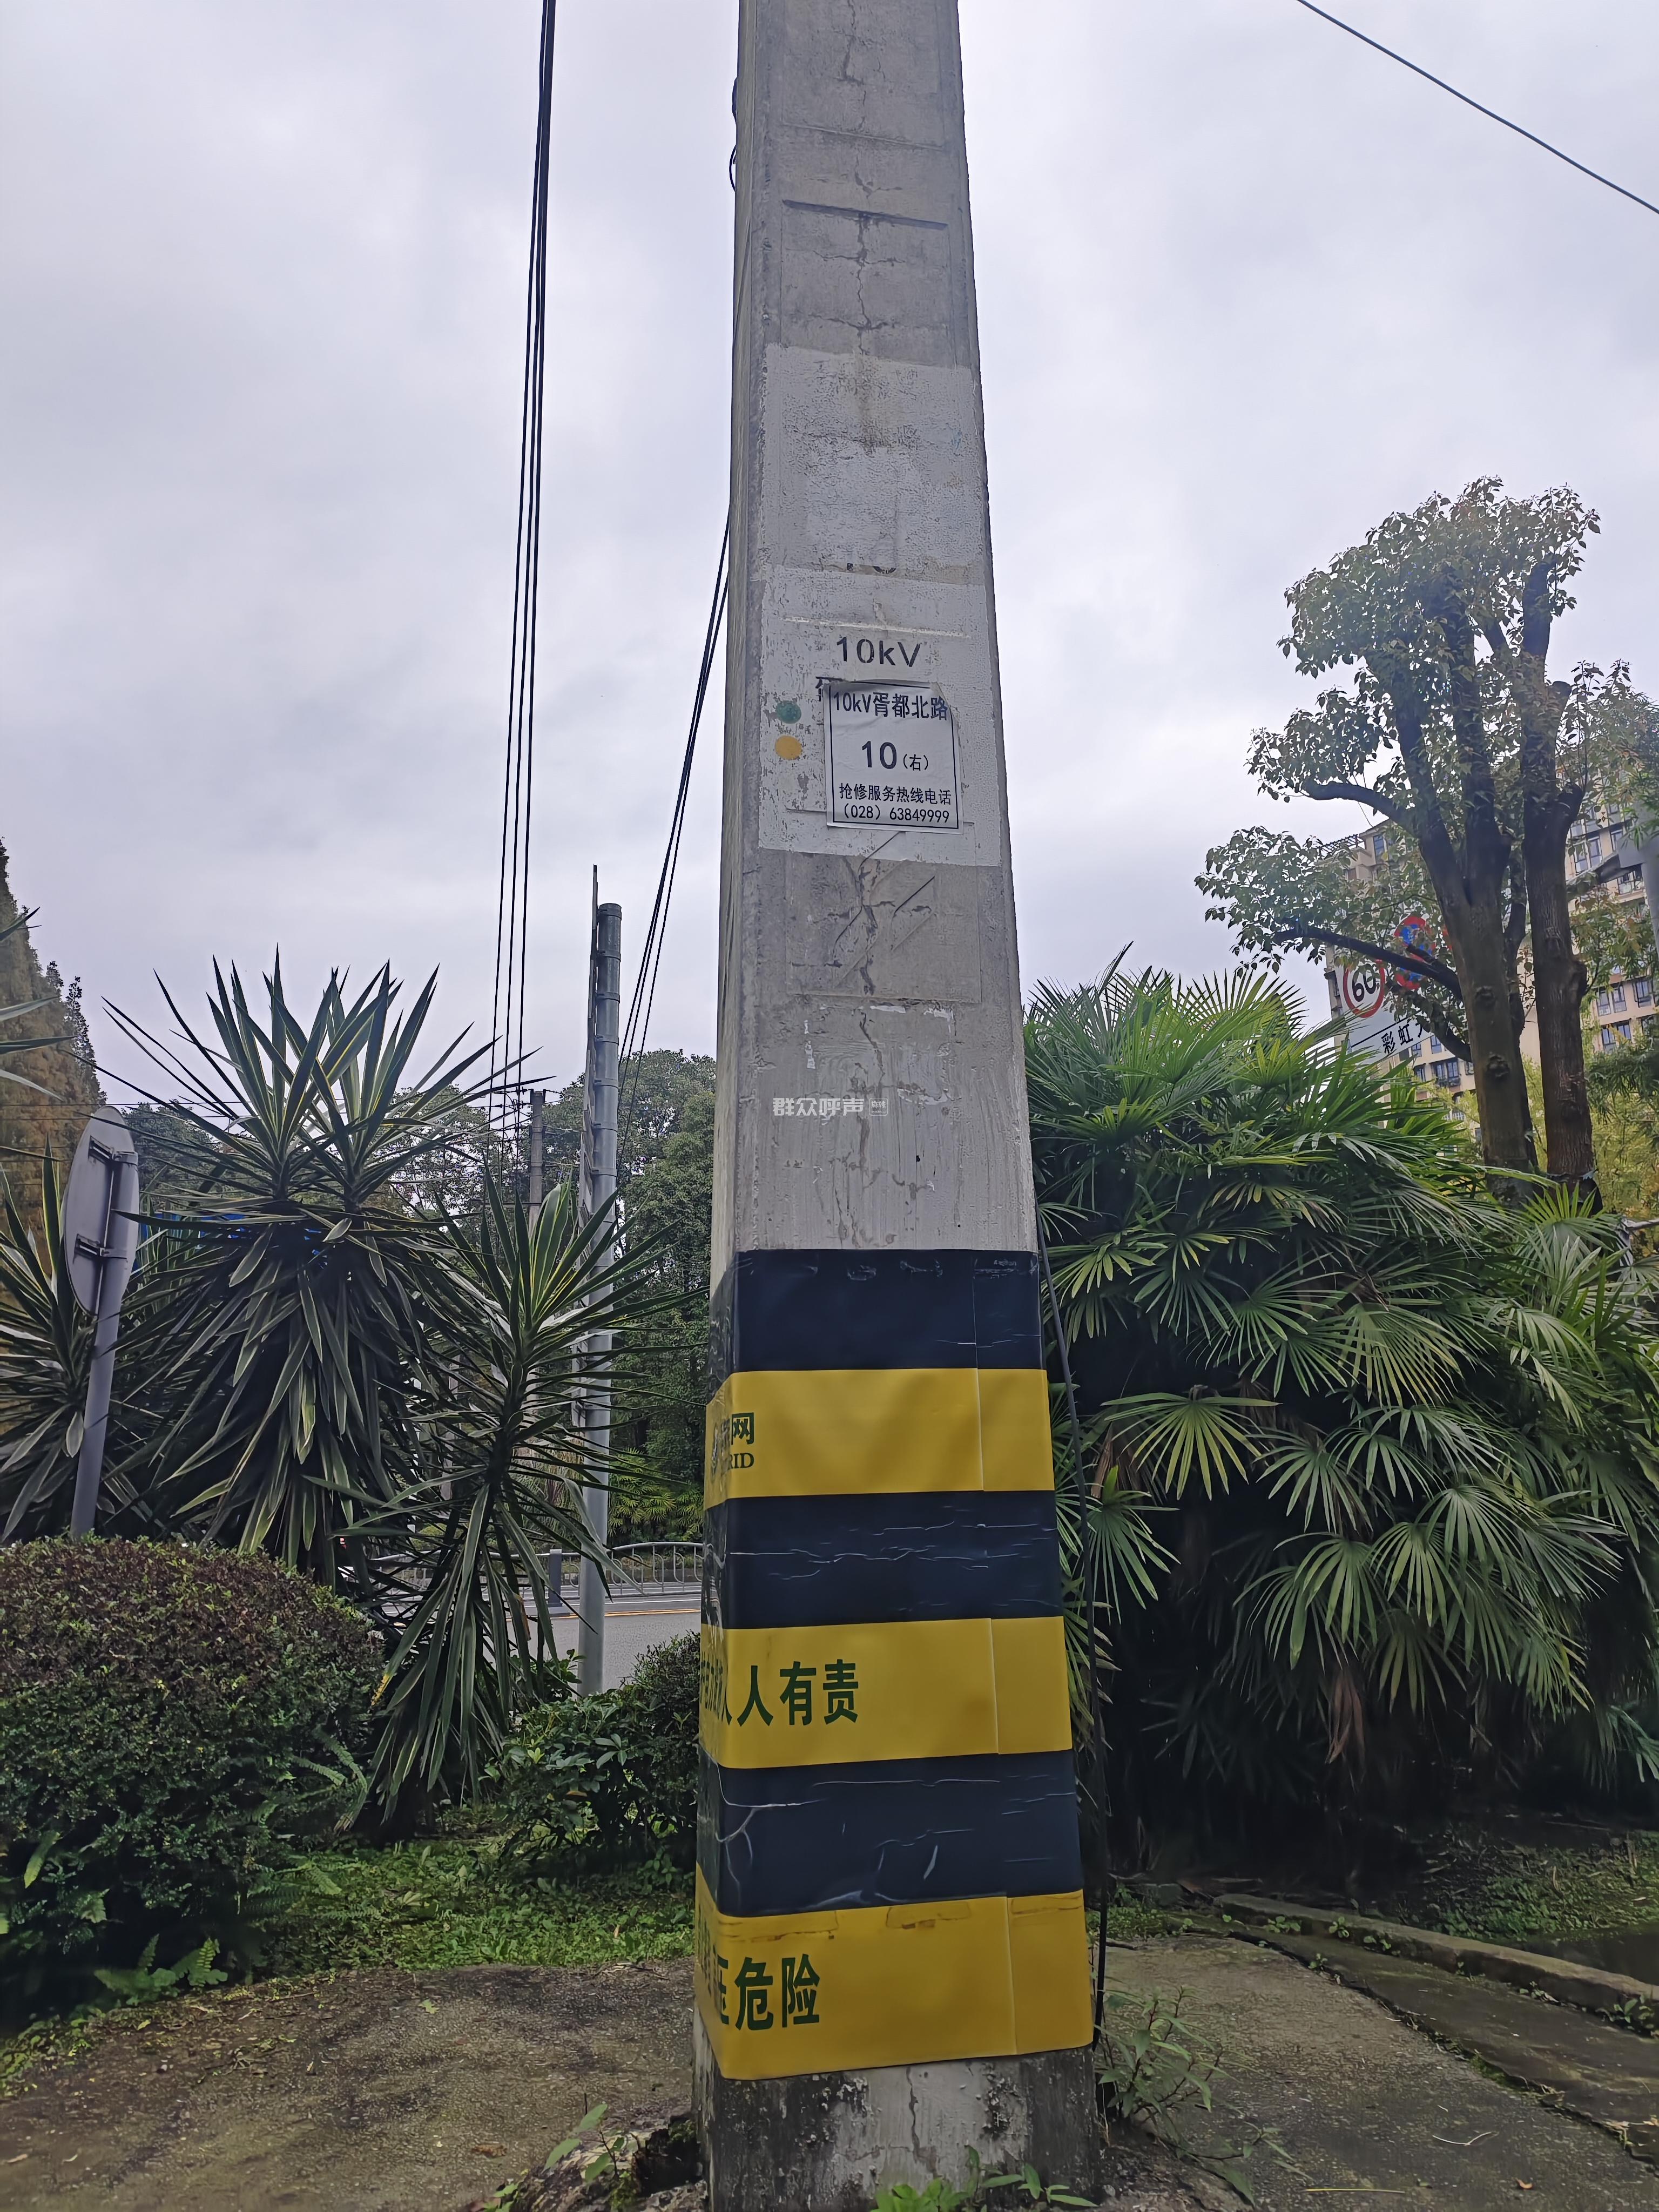 10kV
10kV胥都北路
10(右)
抢修服务热线电话
(028) 63849999
60
彩虹
群众呼声
网
RID
人人有责
压危险